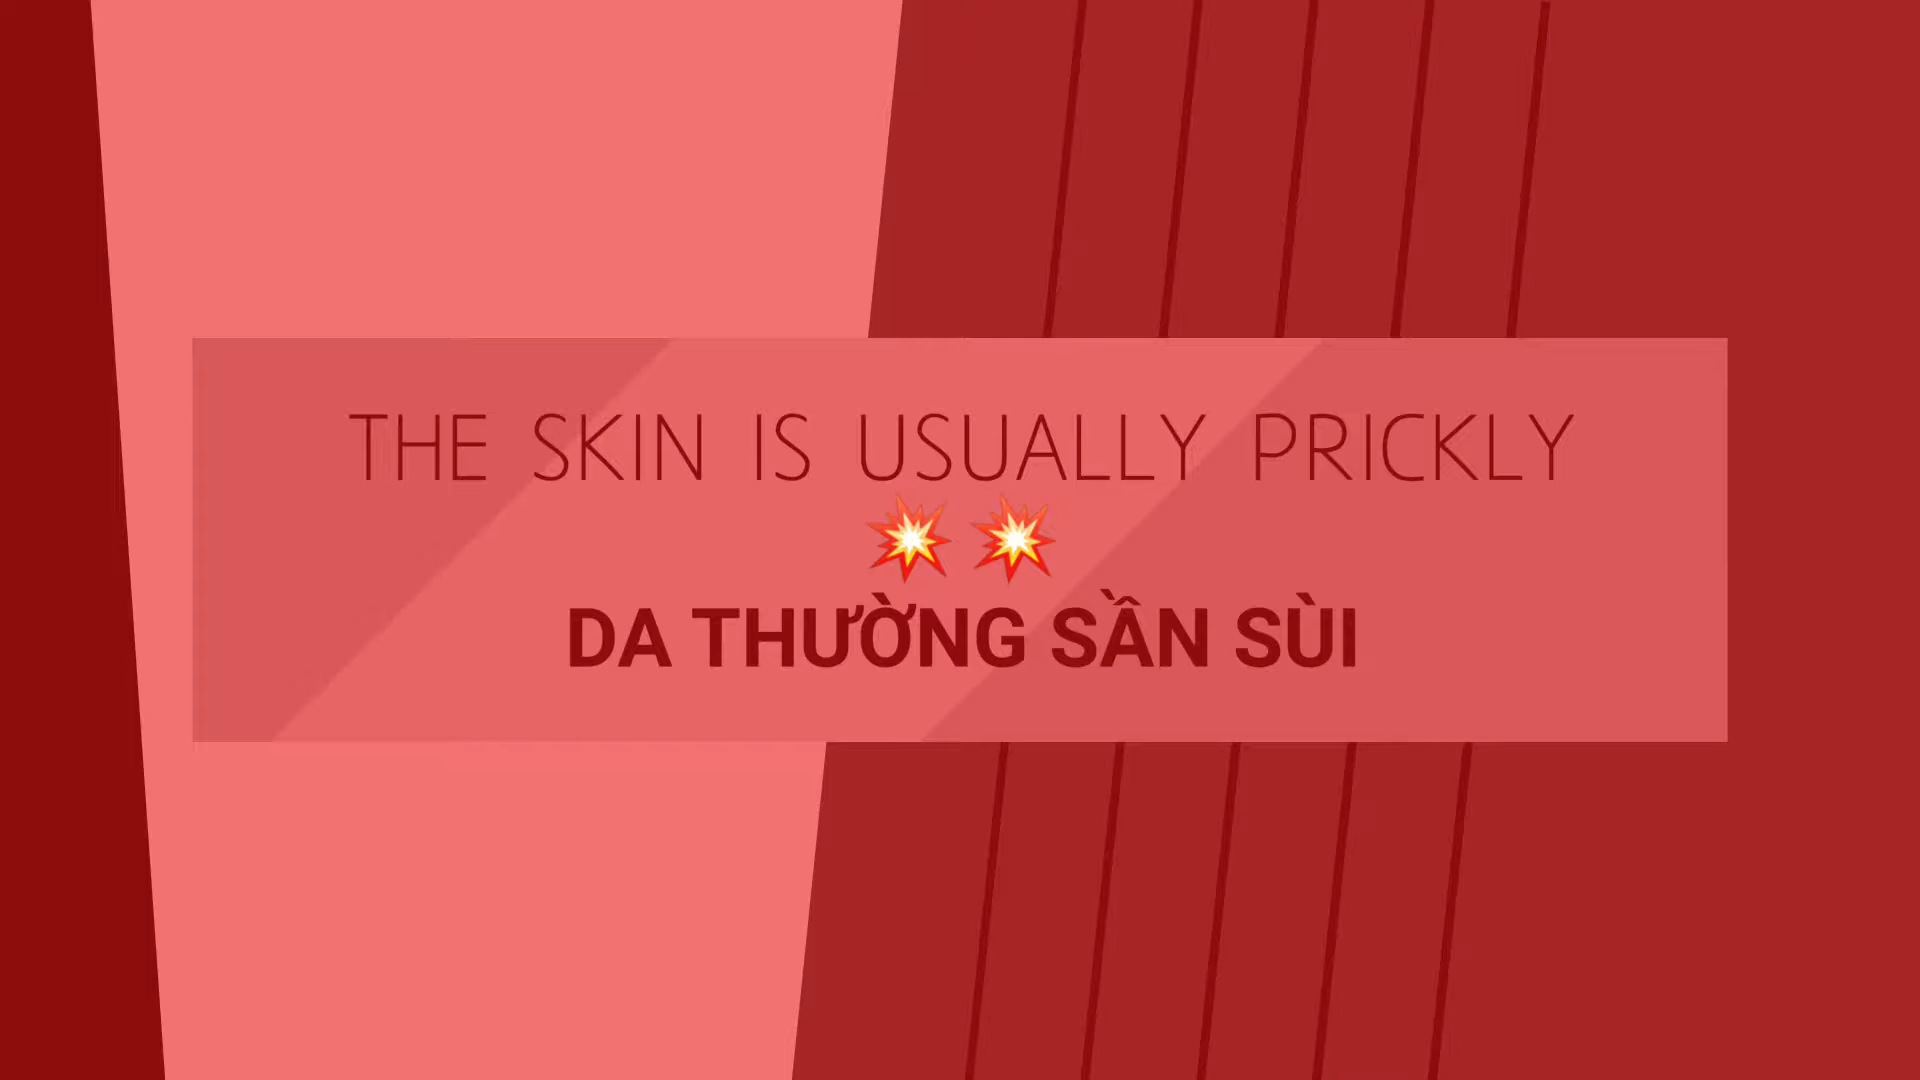 THE SKIN IS USUALLY PRICKLY
💥 💥
DA THƯỜNG SẦN SÙI